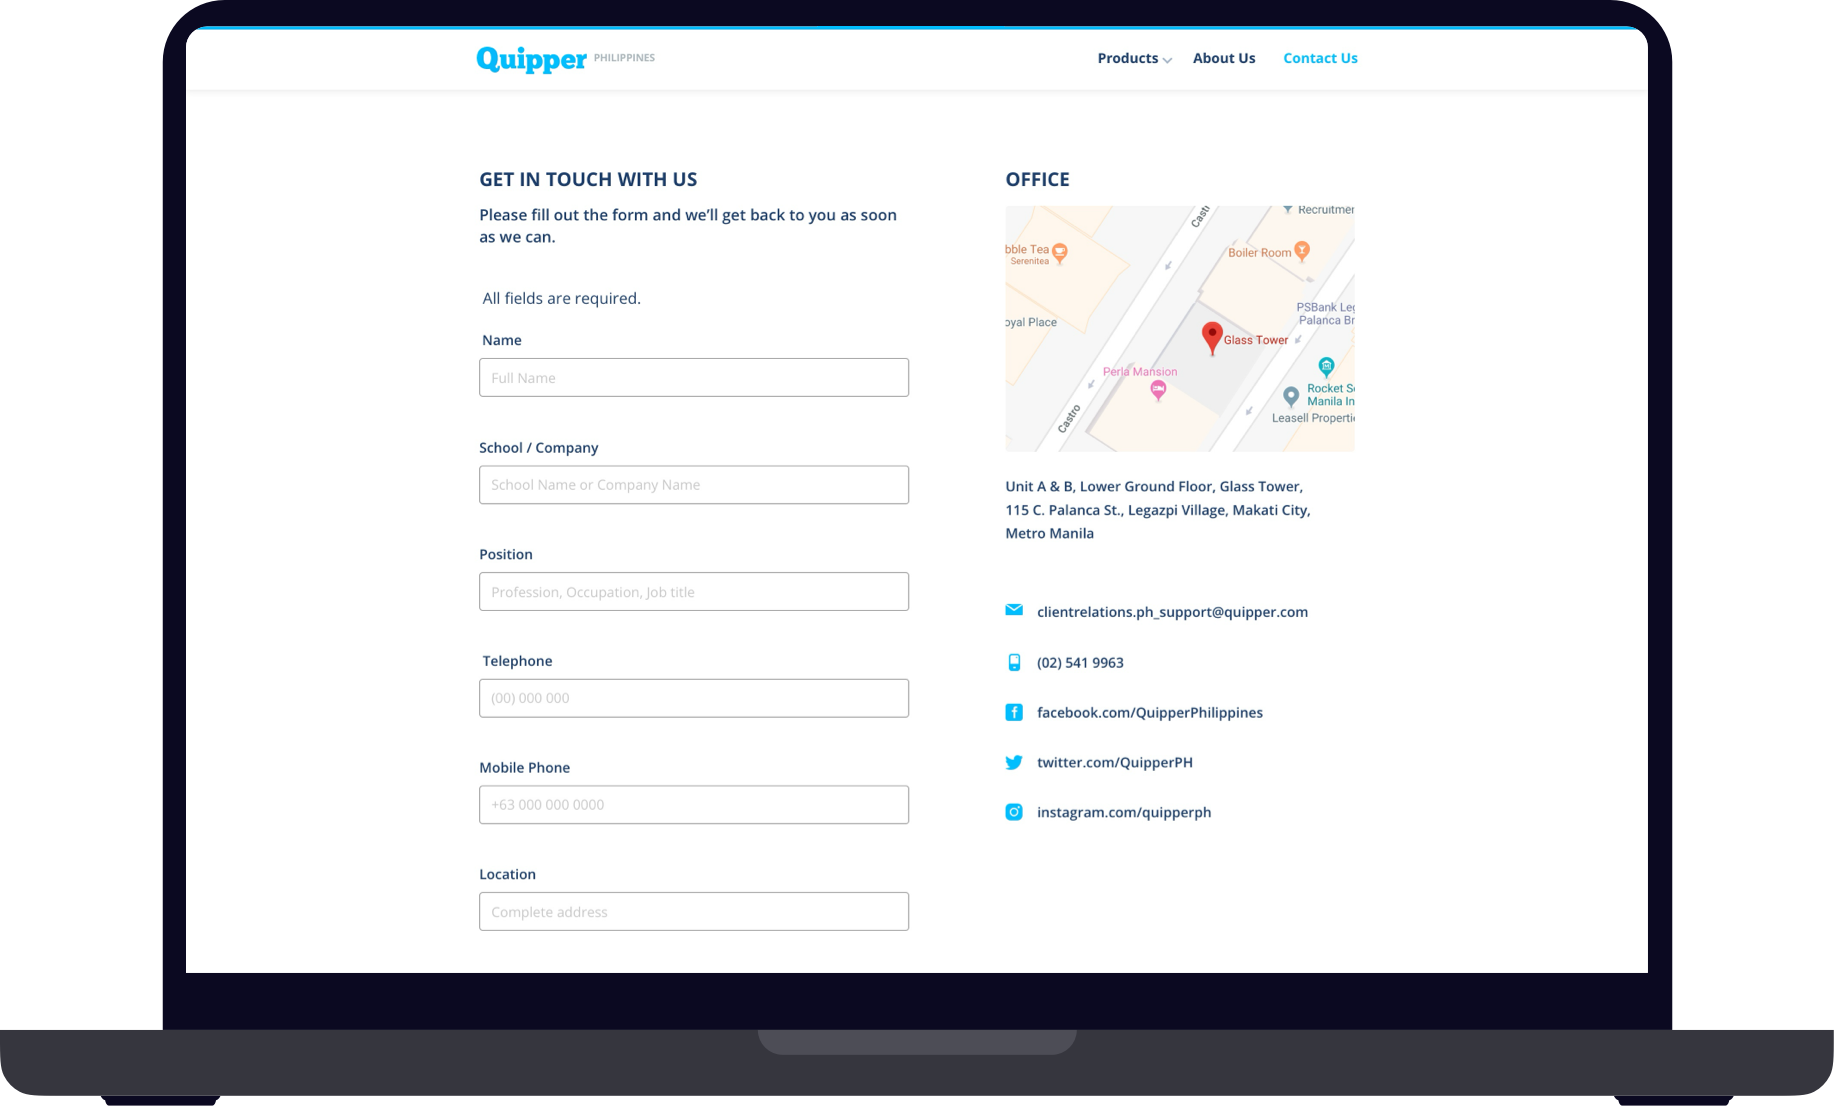 Quipper PHILIPPINES
Products
About Us
Contact Us
GET IN TOUCH WITH US
Please fill out the form and we'll get back to you as soon
as we can.
All fields are required.
Name
Full Name
School / Company
School Name or Company Name
Position
Profession, Occupation, Job title
Telephone
(00) 000 000
Mobile Phone
+63 000 000 0000
Location
Complete address
OFFICE
Castr
Recruitmer
bble Tea
Serenitea
Boiler Room
PSBank Leg
Palanca Br
oyal Place
Glass Tower
Perla Mansion
Rocket Se
Manila In
Castro
Leasell Propertie
Unit A & B, Lower Ground Floor, Glass Tower,
115 C. Palanca St., Legazpi Village, Makati City,
Metro Manila
clientrelations.ph_support@quipper.com
(02) 541 9963
facebook.com/QuipperPhilippines
twitter.com/QuipperPH
instagram.com/quipperph